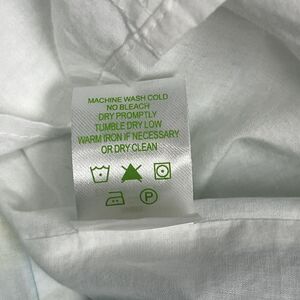 MACHINE WASH COLD
NO BLEACH
DRY PROMPTLY
TUMBLE DRY LOW
WARM IRON IF NECESSARY
OR DRY CLEAN
P